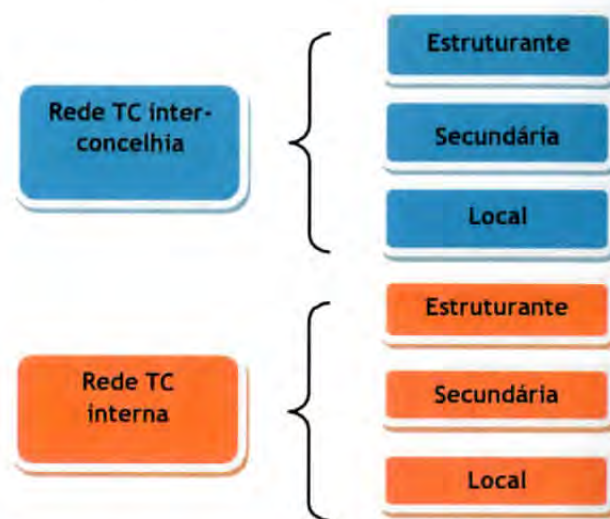 Rede TC inter-
concelhia
Estruturante
Secundária
Local
Rede TC
interna
Estruturante
Secundária
Local